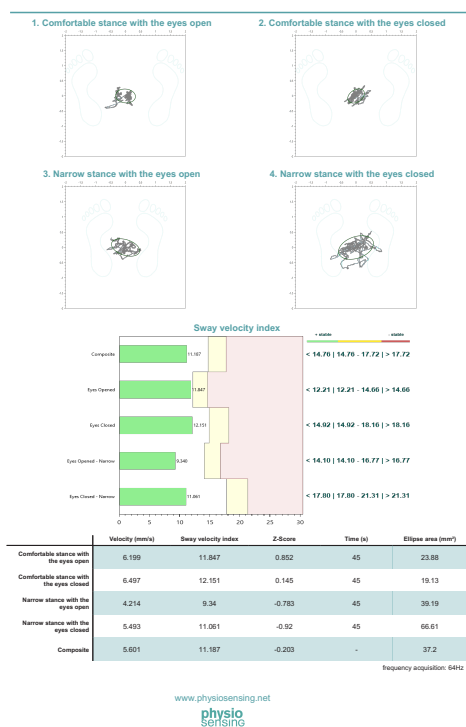 1. Comfortable stance with the eyes open
2. Comfortable stance with the eyes closed
3. Narrow stance with the eyes open
4. Narrow stance with the eyes closed
Sway velocity index
+ stable - stable
Composite 11.187 < 14.76 | 14.76 - 17.72 | > 17.72
Eyes Opened 11.847 < 12.21 | 12.21 - 14.66 | > 14.66
Eyes Closed 12.151 < 14.92 | 14.92 - 18.16 | > 18.16
Eyes Opened - Narrow 9.340 < 14.10 | 14.10 - 16.77 | > 16.77
Eyes Closed - Narrow 11.061 < 17.80 | 17.80 - 21.31 | > 21.31
0 5 10 15 20 25 30
Velocity (mm/s) Sway velocity index Z-Score Time (s) Ellipse area (mm²)
Comfortable stance with
the eyes open 6.199 11.847 0.852 45 23.88
Comfortable stance with
the eyes closed 6.497 12.151 0.145 45 19.13
Narrow stance with the
eyes open 4.214 9.34 -0.783 45 39.19
Narrow stance with the
eyes closed 5.493 11.061 -0.92 45 66.61
Composite 5.601 11.187 -0.203 - 37.2
frequency acquisition: 64Hz
www.physiosensing.net
physio
sensing